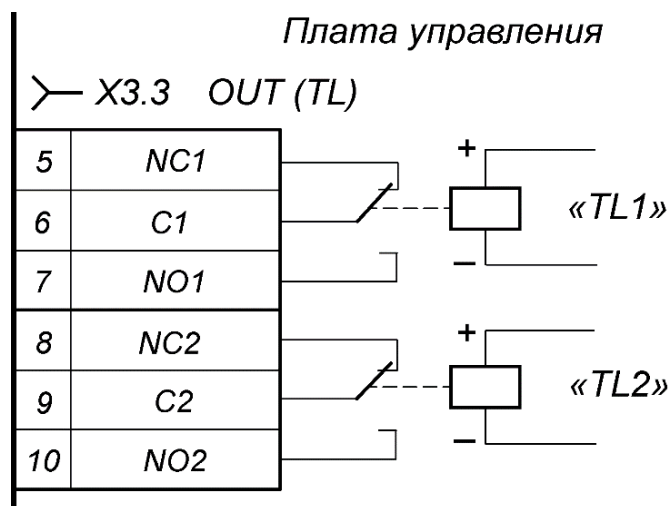 Плата управления
X3.3 OUT (TL)
5 NC1
6 C1
7 NO1
8 NC2
9 C2
10 NO2
+
«TL1»
–
+
«TL2»
–